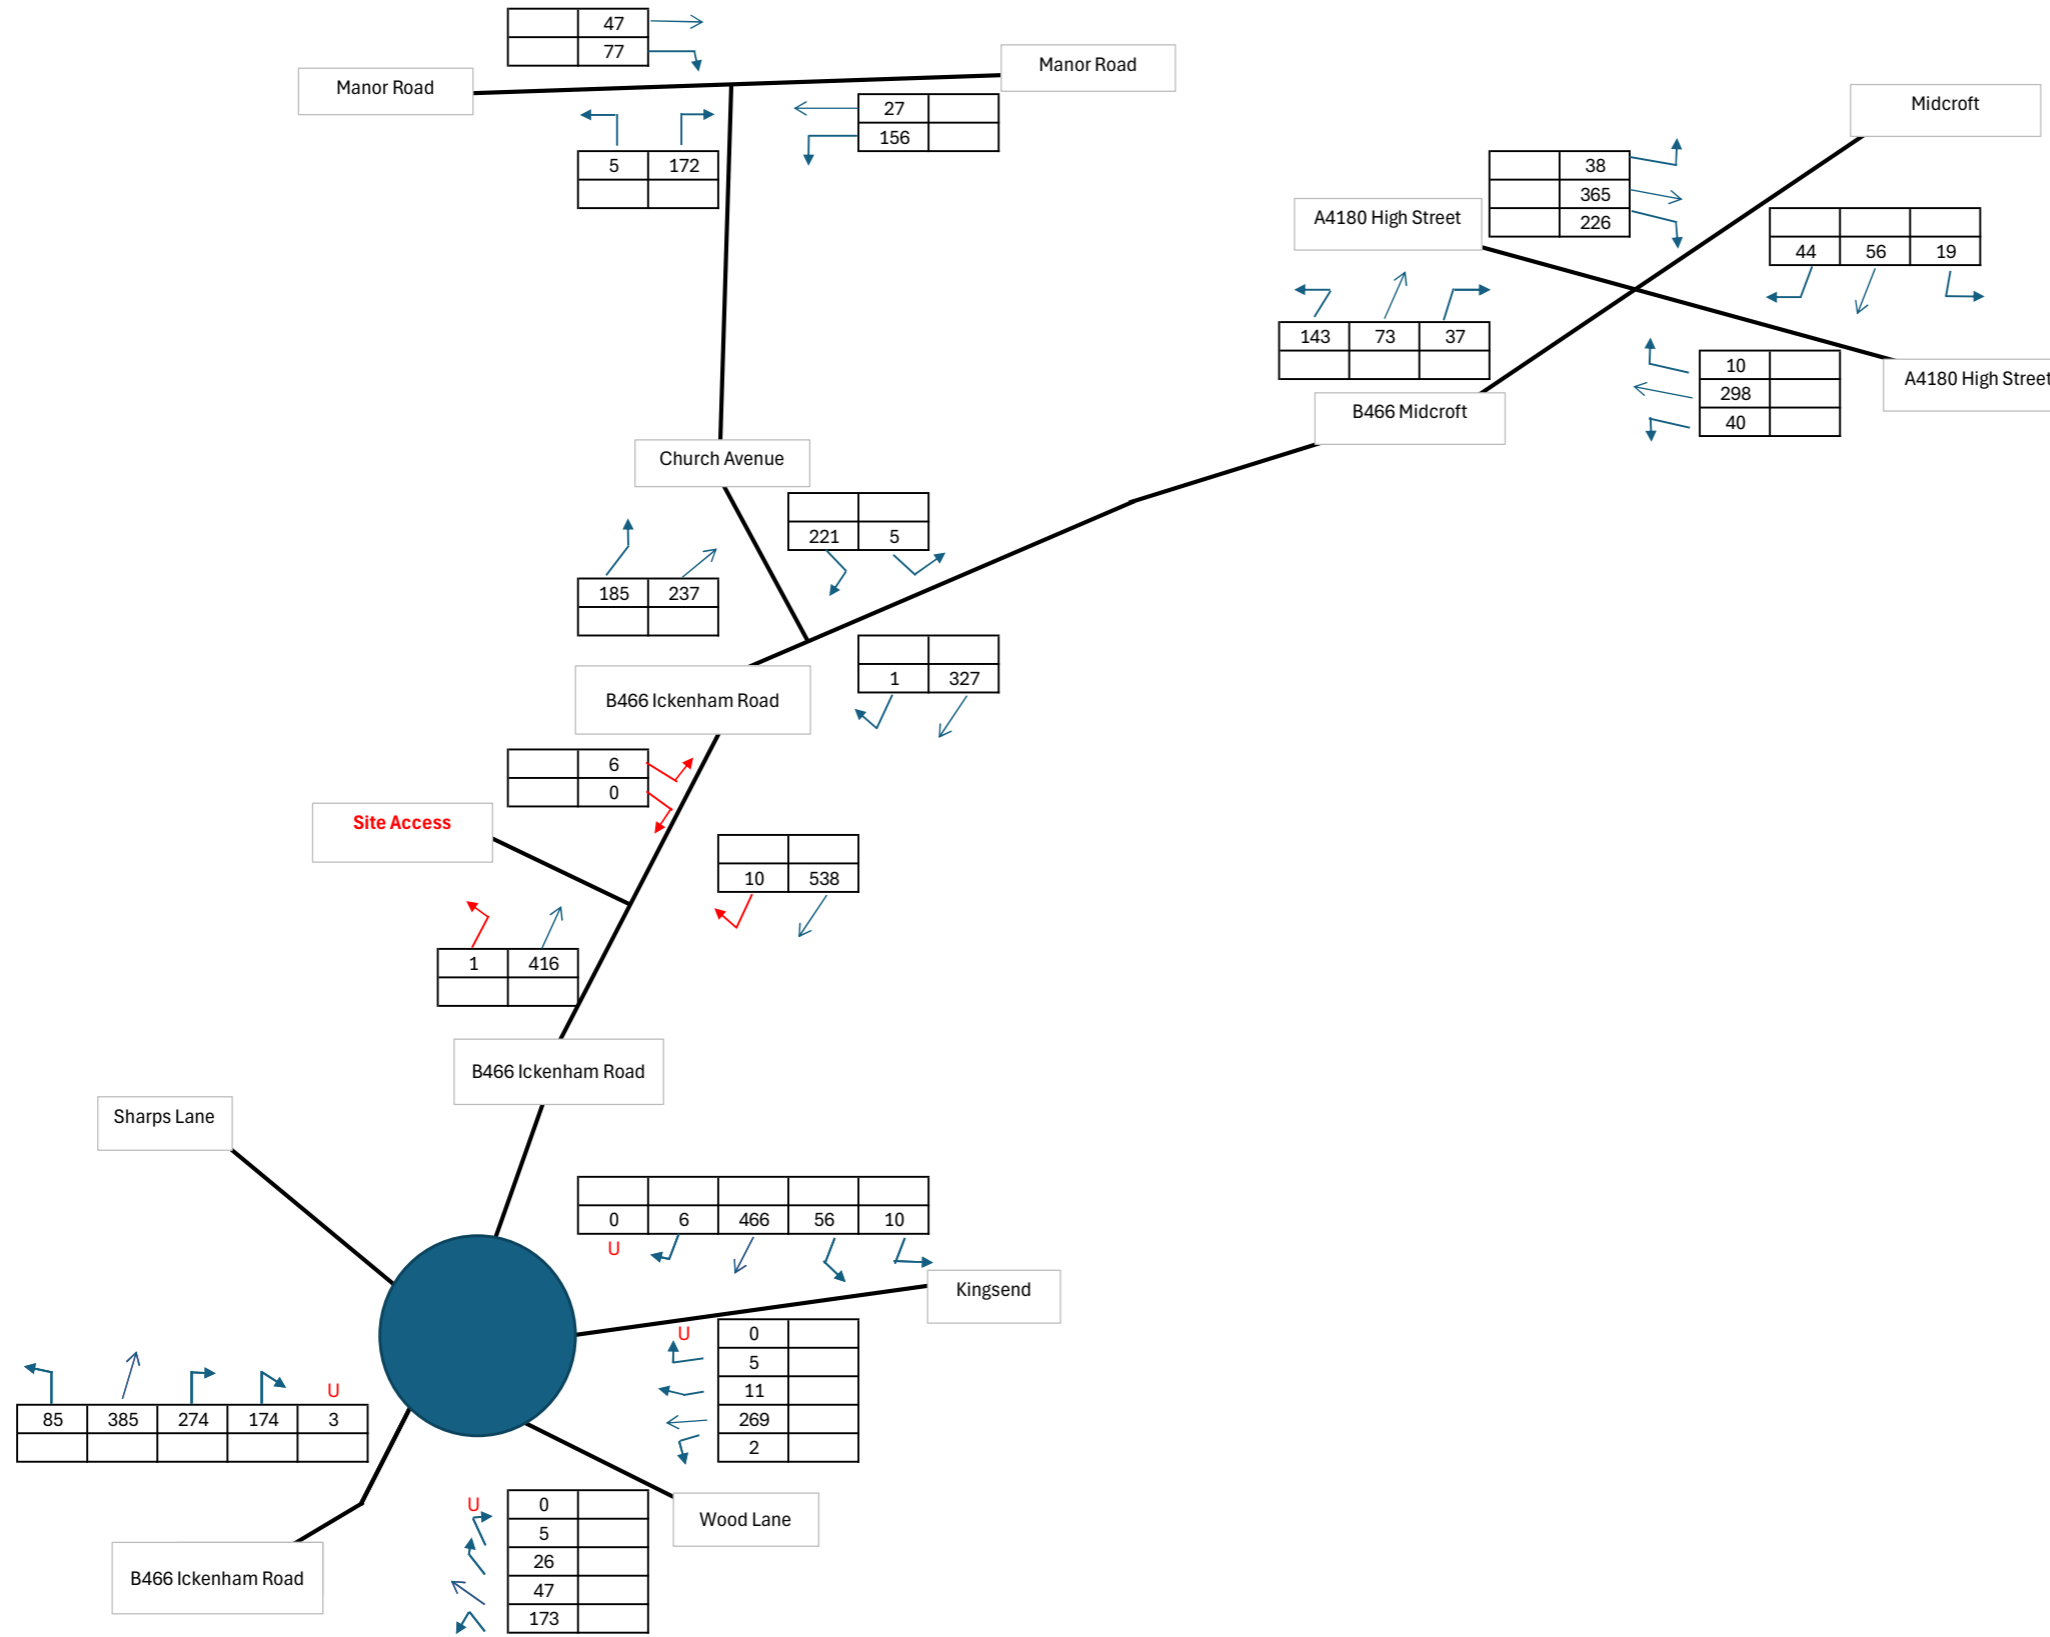 47
77
Manor Road
Manor Road
27
156
5 172
Midcroft
38
365
226
A4180 High Street
44 56 19
143 73 37
10
298
40
A4180 High Street
B466 Midcroft
Church Avenue
221 5
185 237
1 327
B466 Ickenham Road
6
0
Site Access
10 538
1 416
B466 Ickenham Road
Sharps Lane
0 6 466 56 10
U
Kingsend
U 0
5
11
269
2
U
85 385 274 174 3
U 0
5
26
47
173
Wood Lane
B466 Ickenham Road